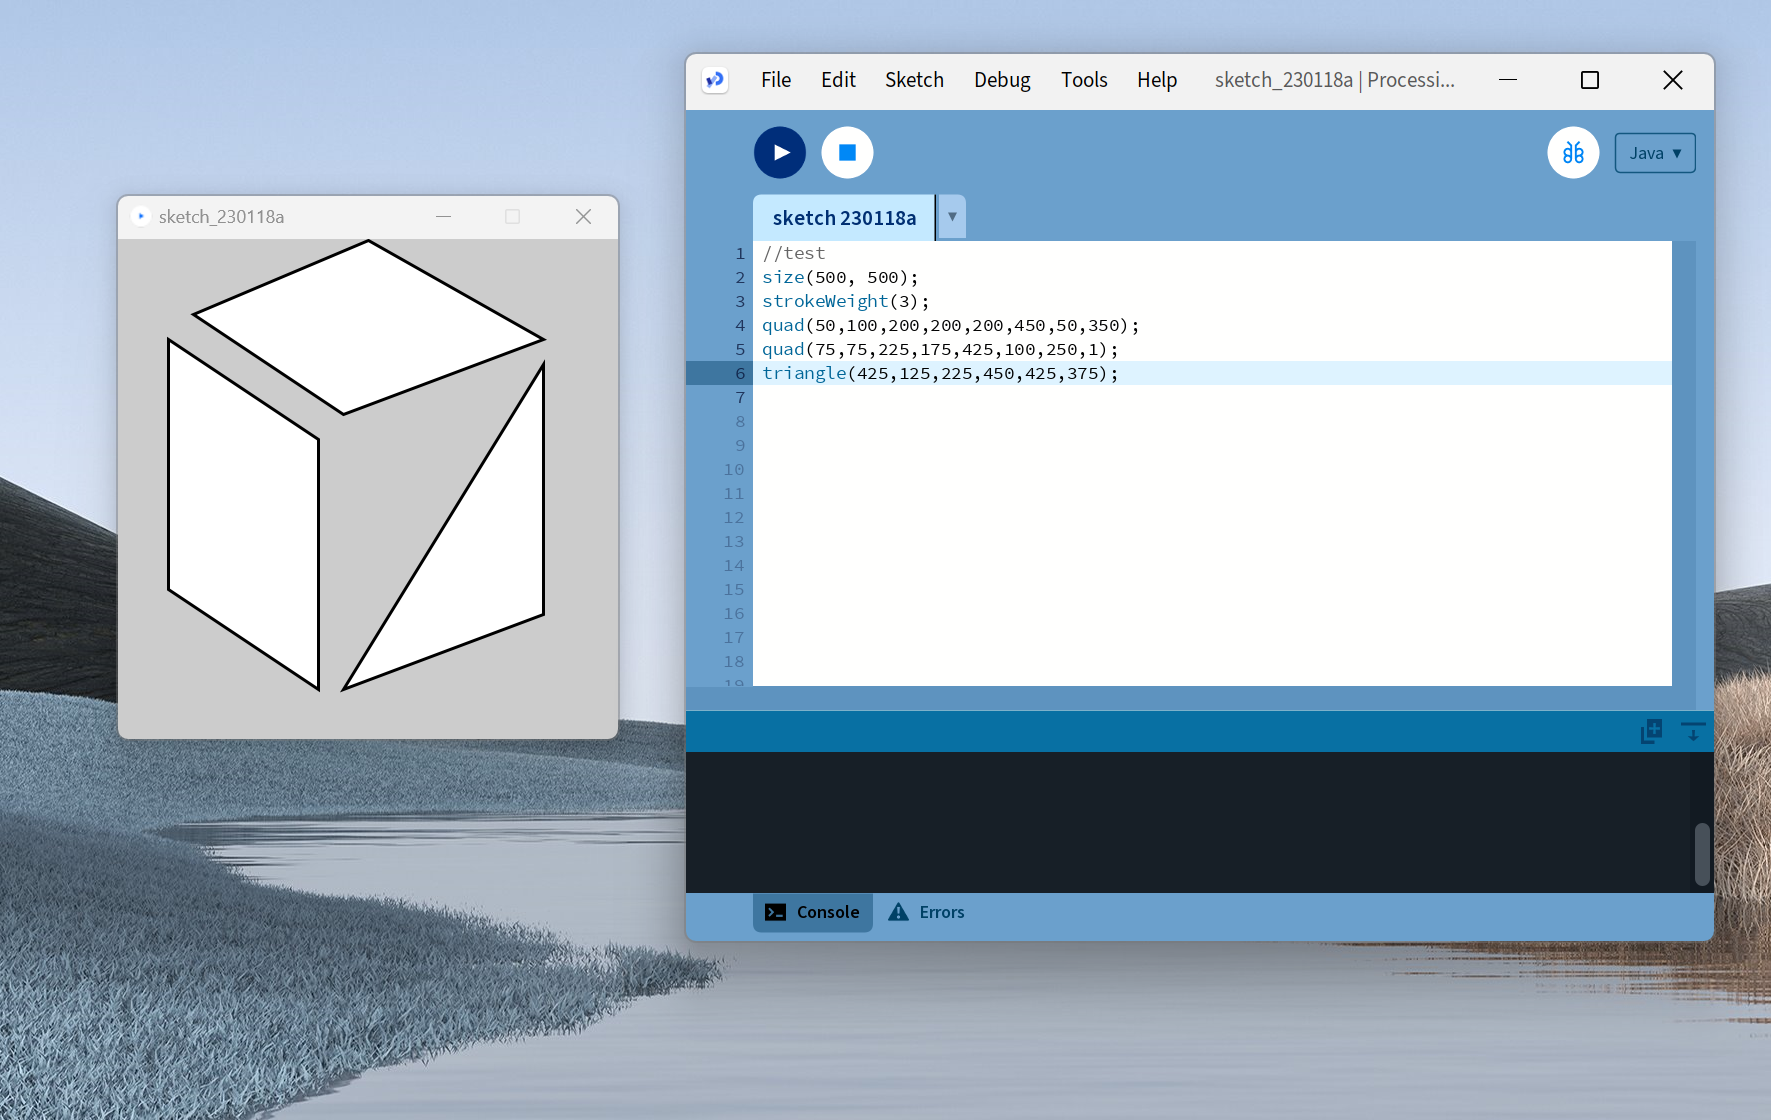 sketch_230118a
File Edit Sketch Debug Tools Help sketch_230118a | Processi...
Java ▼
sketch 230118a ▼
1 //test
2 size(500, 500);
3 strokeWeight(3);
4 quad(50,100,200,200,200,450,50,350);
5 quad(75,75,225,175,425,100,250,1);
6 triangle(425,125,225,450,425,375);
7
8
9
10
11
12
13
14
15
16
17
18
19
Console Errors